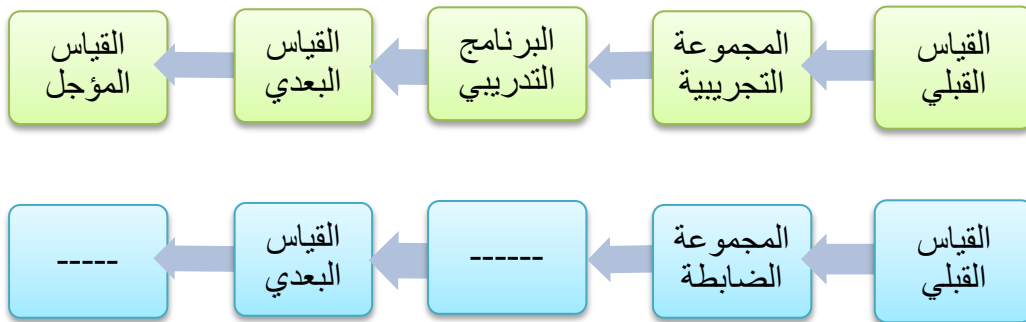 القياس
القبلي
المجموعة
التجريبية
البرنامج
التدريبي
القياس
البعدي
القياس
المؤجل
القياس
القبلي
المجموعة
الضابطة
------
القياس
البعدي
-----